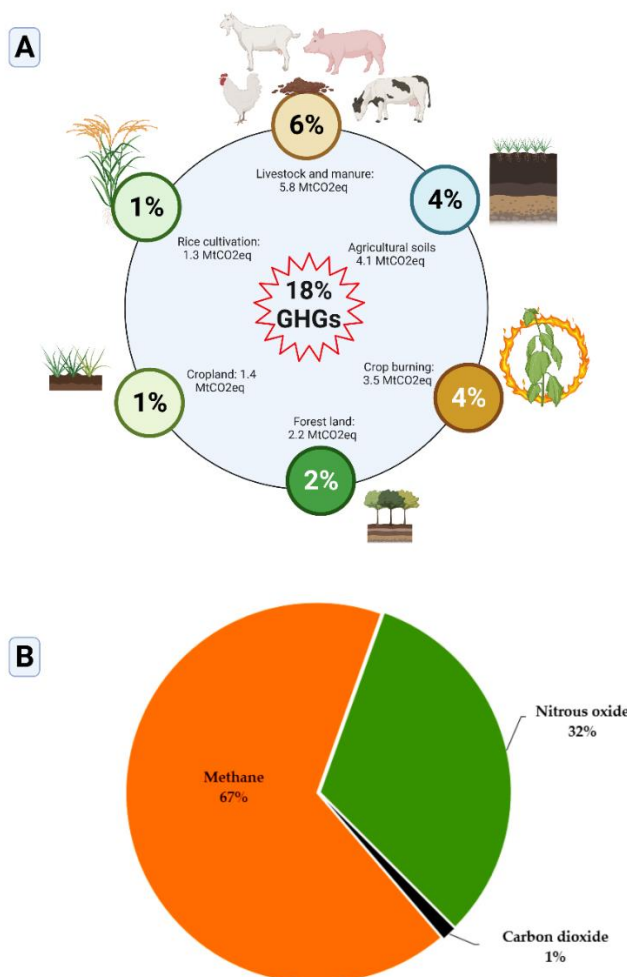 A
6%
Livestock and manure:
5.8 MtCO2eq
1%
4%
Rice cultivation:
1.3 MtCO2eq
Agricultural soils
4.1 MtCO2eq
18%
GHGs
Cropland: 1.4
MtCO2eq
Crop burning:
3.5 MtCO2eq
1%
4%
Forest land:
2.2 MtCO2eq
2%
B
Nitrous oxide
32%
Methane
67%
Carbon dioxide
1%